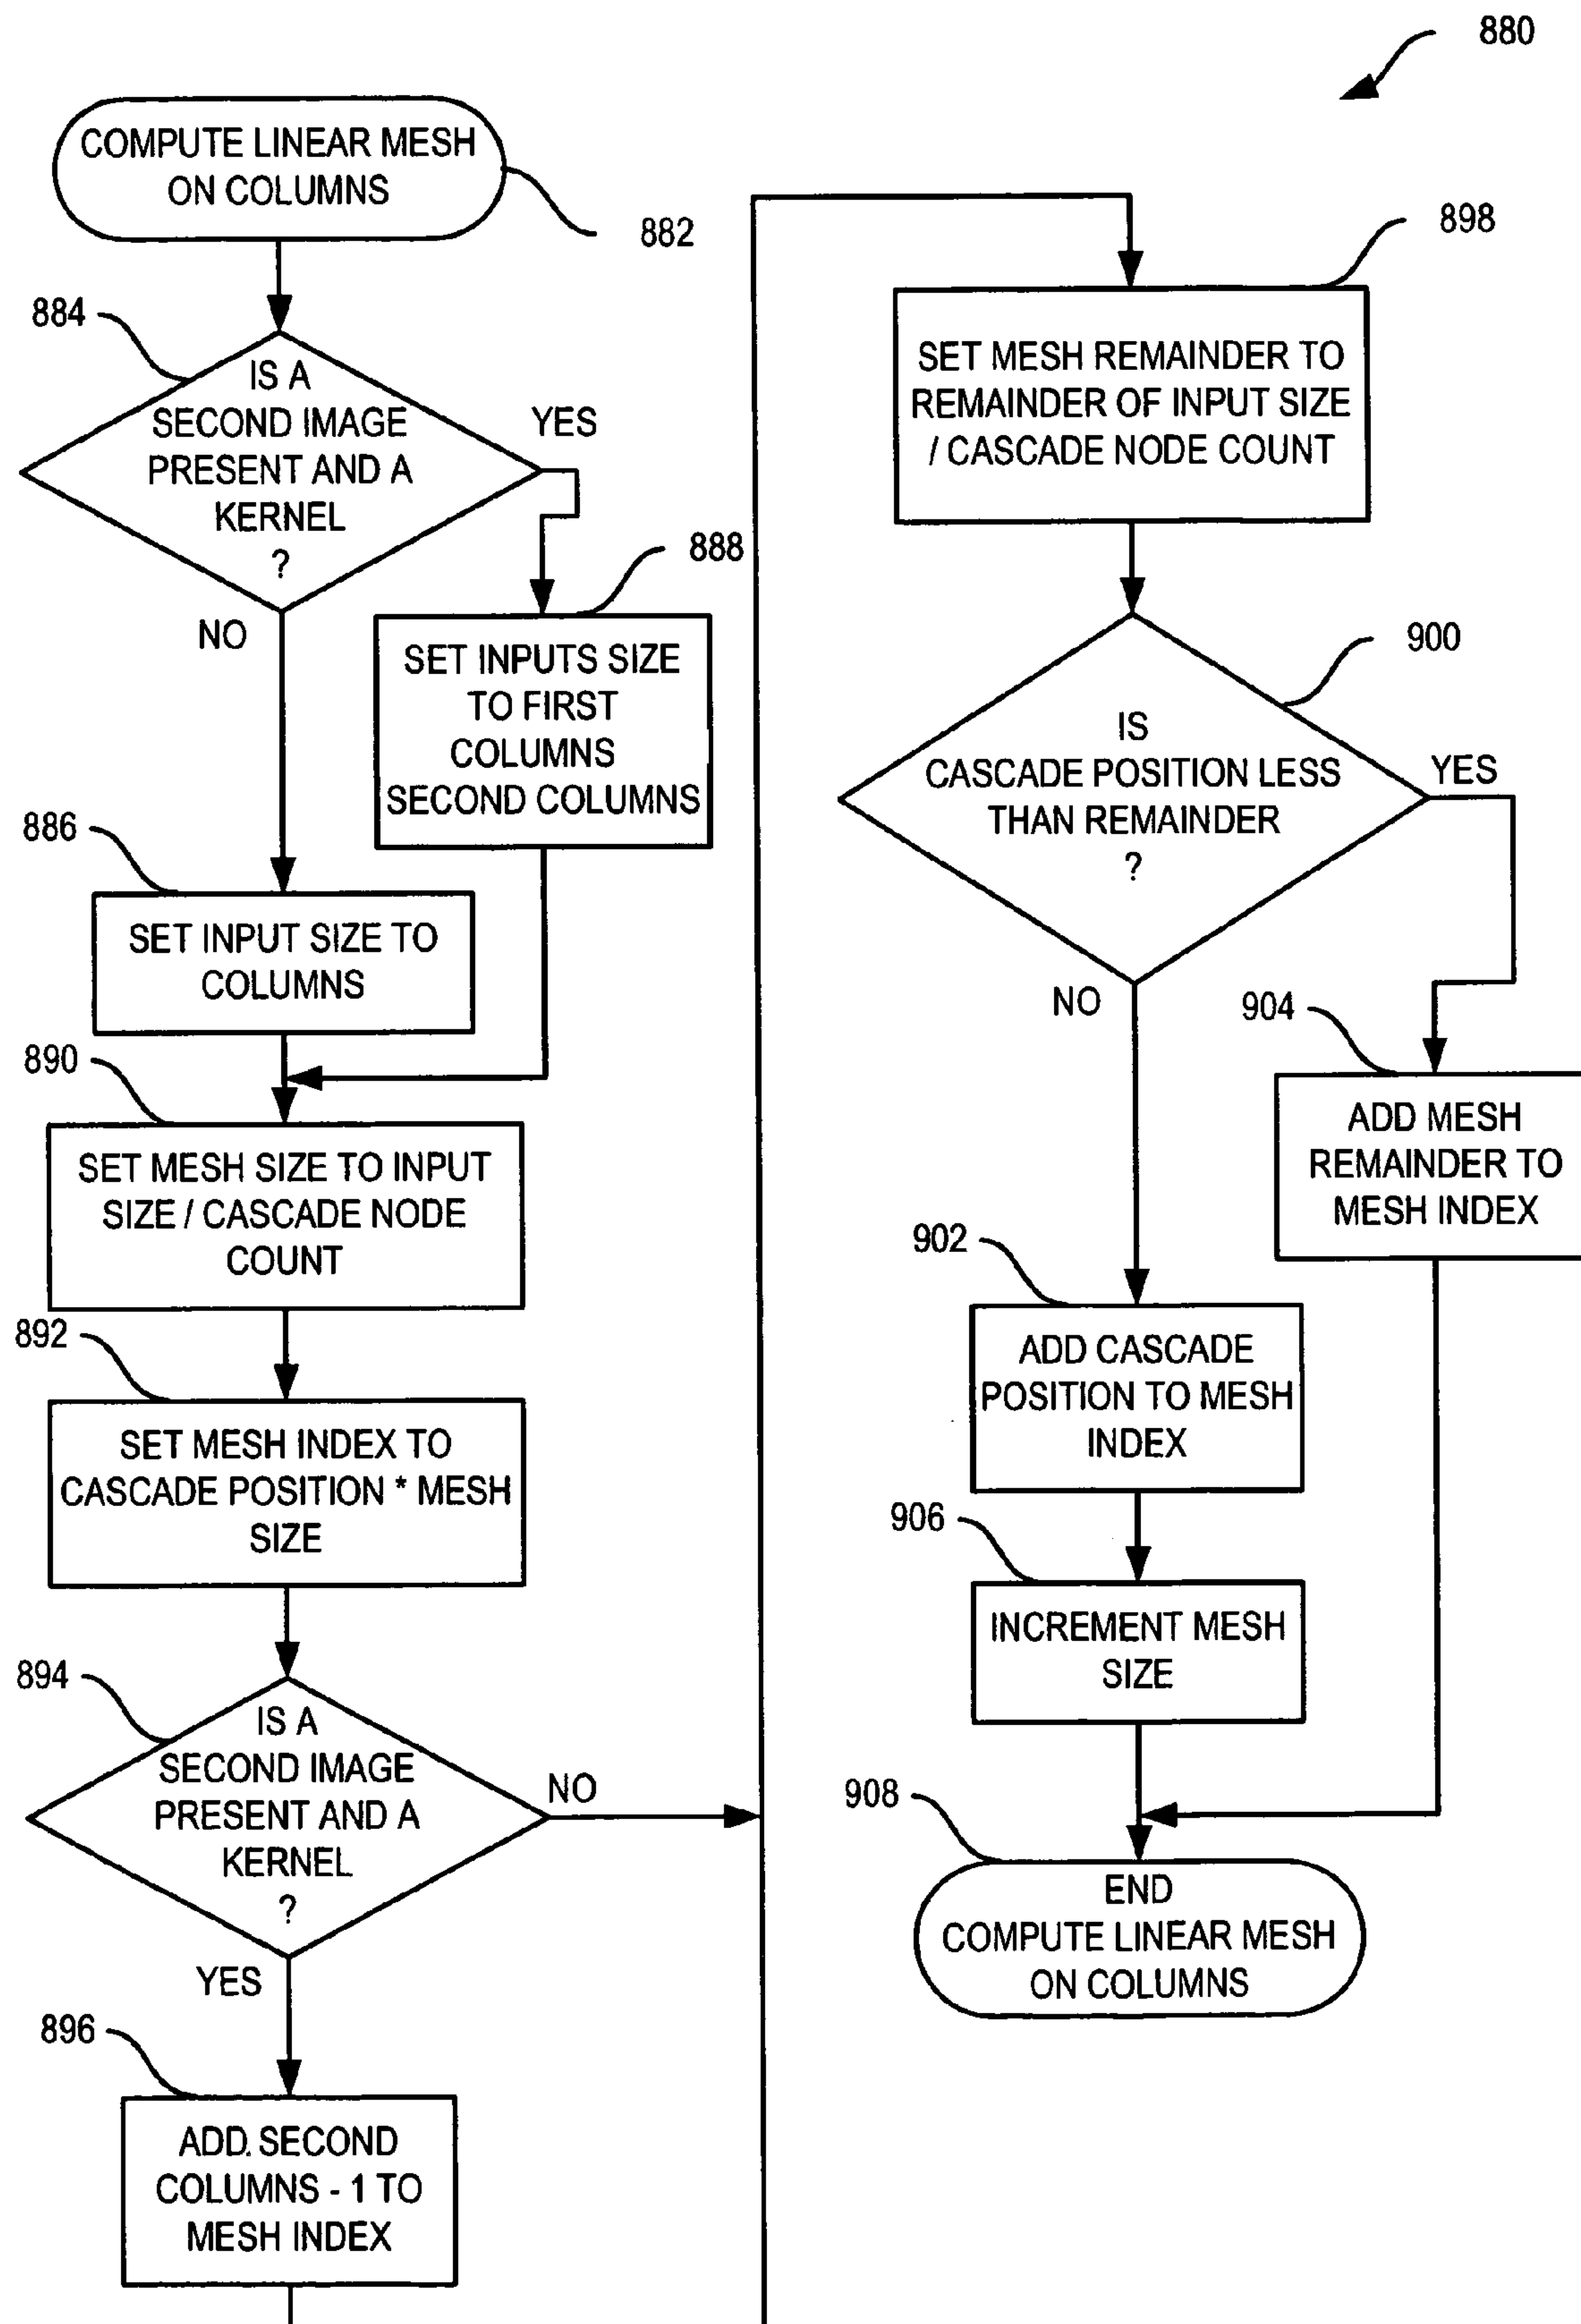 880
COMPUTE LINEAR MESH
ON COLUMNS
882
884
IS A
SECOND IMAGE
PRESENT AND A
KERNEL
?
YES
NO
888
SET INPUTS SIZE
TO FIRST
COLUMNS
SECOND COLUMNS
886
SET INPUT SIZE TO
COLUMNS
890
SET MESH SIZE TO INPUT
SIZE / CASCADE NODE
COUNT
892
SET MESH INDEX TO
CASCADE POSITION * MESH
SIZE
894
IS A
SECOND IMAGE
PRESENT AND A
KERNEL
?
NO
YES
896
ADD. SECOND
COLUMNS - 1 TO
MESH INDEX
898
SET MESH REMAINDER TO
REMAINDER OF INPUT SIZE
/ CASCADE NODE COUNT
900
IS
CASCADE POSITION LESS
THAN REMAINDER
?
YES
NO
904
ADD MESH
REMAINDER TO
MESH INDEX
902
ADD CASCADE
POSITION TO MESH
INDEX
906
INCREMENT MESH
SIZE
908
END
COMPUTE LINEAR MESH
ON COLUMNS